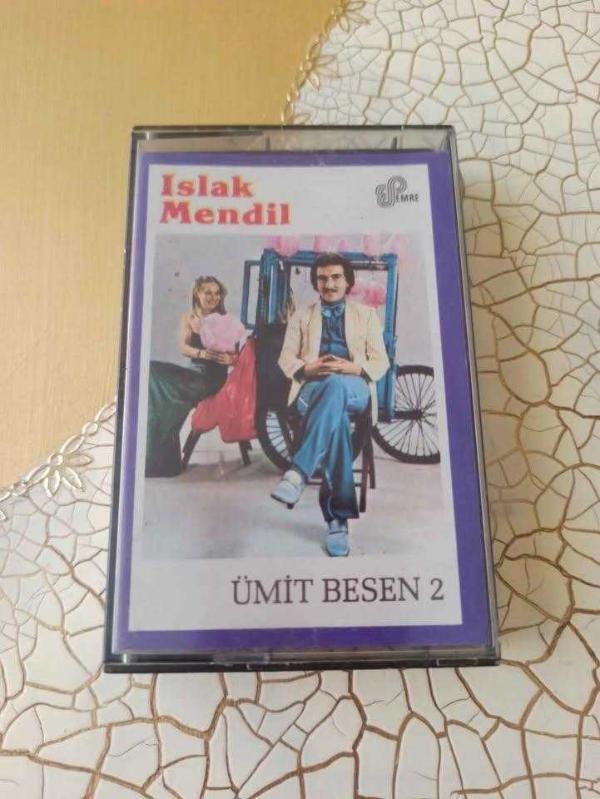 Islak
Mendil
EMRE
ÜMİT BESEN 2